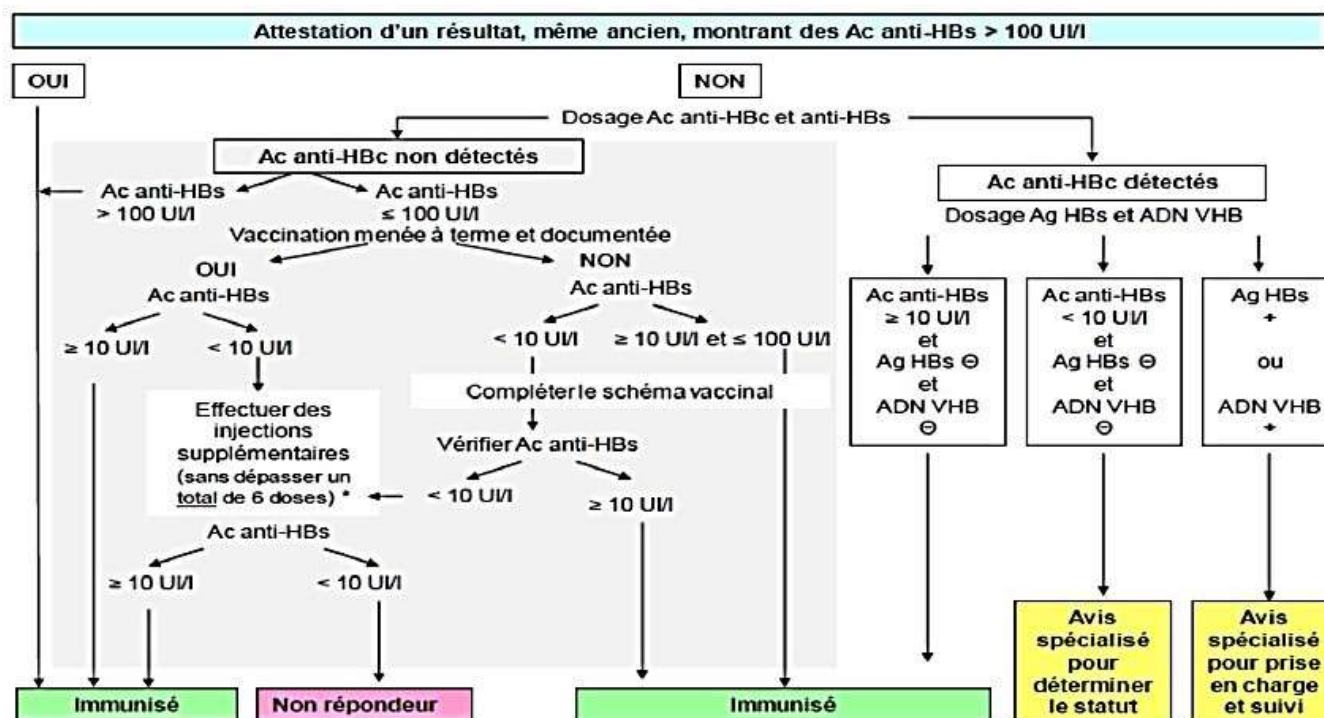 Attestation d'un résultat, même ancien, montrant des Ac anti-HBs > 100 UI/l
OUI
NON
Dosage Ac anti-HBc et anti-HBs
Ac anti-HBc non détectés
Ac anti-HBs
> 100 UI/l
Ac anti-HBs
≤ 100 UI/l
Vaccination menée à terme et documentée
OUI
Ac anti-HBs
≥ 10 UI/l
< 10 UI/l
Effectuer des
injections
supplémentaires
(sans dépasser un
total de 6 doses) *
Ac anti-HBs
≥ 10 UI/l
< 10 UI/l
NON
Ac anti-HBs
< 10 UI/l
≥ 10 UI/l et ≤ 100 UI/l
Compléter le schéma vaccinal
Vérifier Ac anti-HBs
< 10 UI/l
≥ 10 UI/l
Ac anti-HBc détectés
Dosage Ag HBs et ADN VHB
Ac anti-HBs
≥ 10 UI/l
et
Ag HBs ⊖
et
ADN VHB
⊖
Ac anti-HBs
< 10 UI/l
et
Ag HBs ⊖
et
ADN VHB
⊖
Ag HBs
+
ou
ADN VHB
+
Immunisé
Non répondeur
Immunisé
Avis
spécialisé
pour
déterminer
le statut
Avis
spécialisé
pour prise
en charge
et suivi